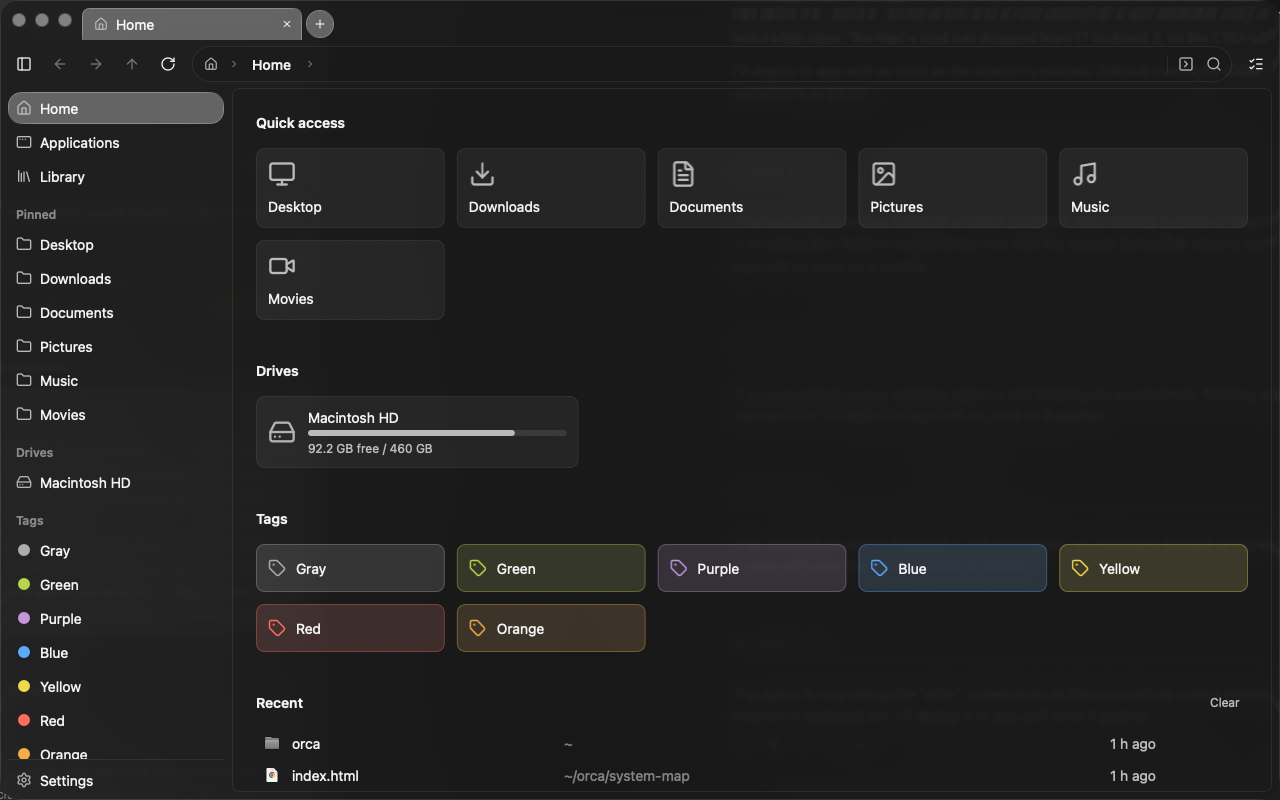 Home
Home
Home
Applications
Library
Pinned
Desktop
Downloads
Documents
Pictures
Music
Movies
Drives
Macintosh HD
Tags
Gray
Green
Purple
Blue
Yellow
Red
Orange
Settings
Quick access
Desktop
Downloads
Documents
Pictures
Music
Movies
Drives
Macintosh HD
92.2 GB free / 460 GB
Tags
Gray
Green
Purple
Blue
Yellow
Red
Orange
Recent
Clear
orca ~ 1 h ago
index.html ~/orca/system-map 1 h ago